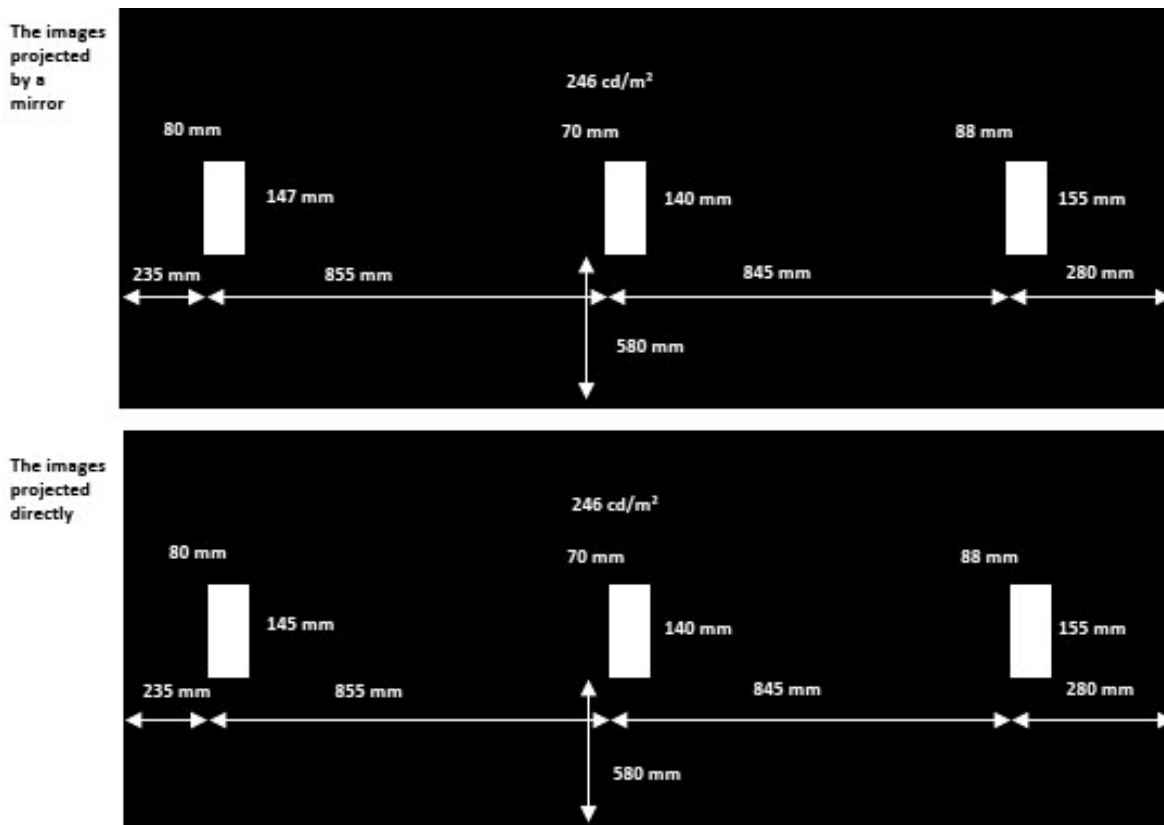 The images
projected
by a
mirror
246 cd/m²
80 mm 70 mm 88 mm
147 mm 140 mm 155 mm
235 mm 855 mm 845 mm 280 mm
580 mm
The images
projected
directly
246 cd/m²
80 mm 70 mm 88 mm
145 mm 140 mm 155 mm
235 mm 855 mm 845 mm 280 mm
580 mm